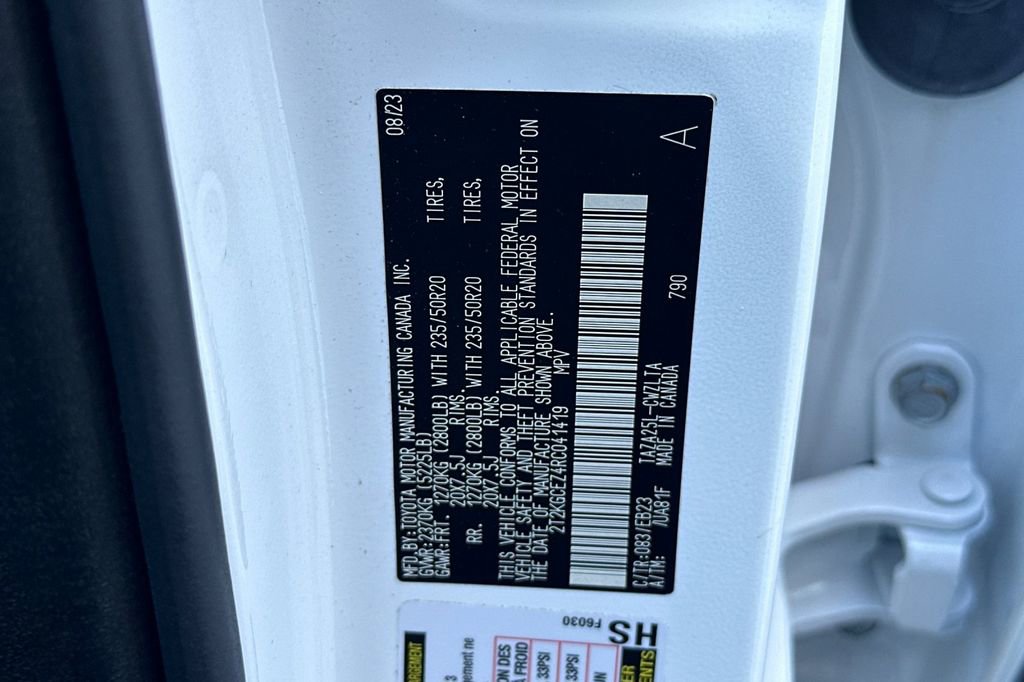 MFD.BY:TOYOTA MOTOR MANUFACTURING CANADA INC. 08/23
GVWR:2370KG (5225LB)
GAWR:FRT. 1270KG (2800LB) WITH 235/50R20 TIRES,
20X7.5J RIMS.
RR. 1270KG (2800LB) WITH 235/50R20 TIRES,
20X7.5J RIMS.
THIS VEHICLE CONFORMS TO ALL APPLICABLE FEDERAL MOTOR
VEHICLE SAFETY AND THEFT PREVENTION STANDARDS IN EFFECT ON
THE DATE OF MANUFACTURE SHOWN ABOVE.
2T2KGCEZ4RC041419 MPV
C/TR:083/EB23 TAZA25L-CWZLTA 790 A
A/TM: /UA81F MADE IN CANADA
HS
F6030
33PSI
33PSI